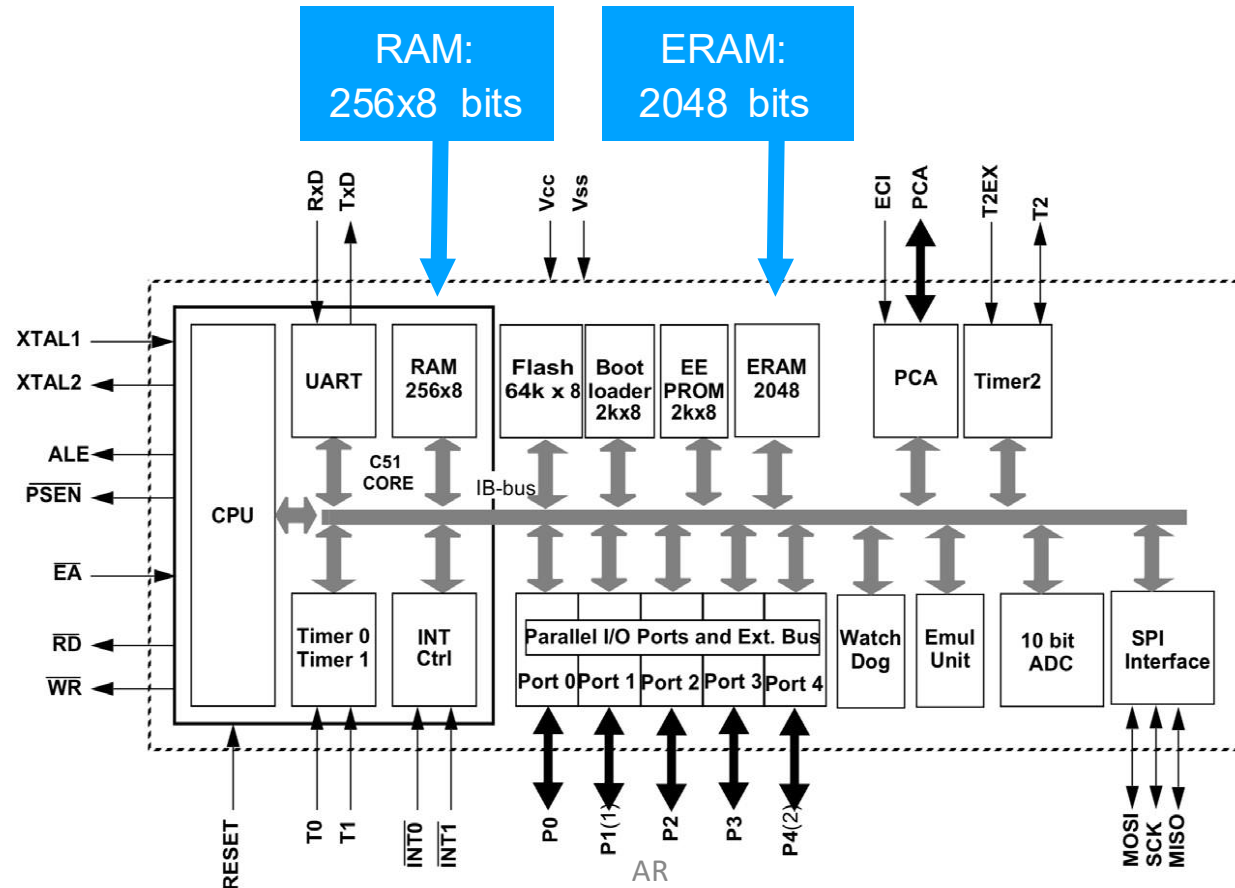 RAM:
256x8 bits
ERAM:
2048 bits
RxD
TxD
Vcc
Vss
ECI
PCA
T2EX
T2
XTAL1
XTAL2
ALE
PSEN
EA
RD
WR
CPU
UART
RAM
256x8
C51
CORE
IB-bus
Flash
64k x 8
Boot
loader
2kx8
EE
PROM
2kx8
ERAM
2048
PCA
Timer2
Timer 0
Timer 1
INT
Ctrl
Parallel I/O Ports and Ext. Bus
Port 0
Port 1
Port 2
Port 3
Port 4
Watch
Dog
Emul
Unit
10 bit
ADC
SPI
Interface
RESET
T0
T1
INT0
INT1
P0
P1(1)
P2
P3
P4(2)
MOSI
SCK
MISO
AR